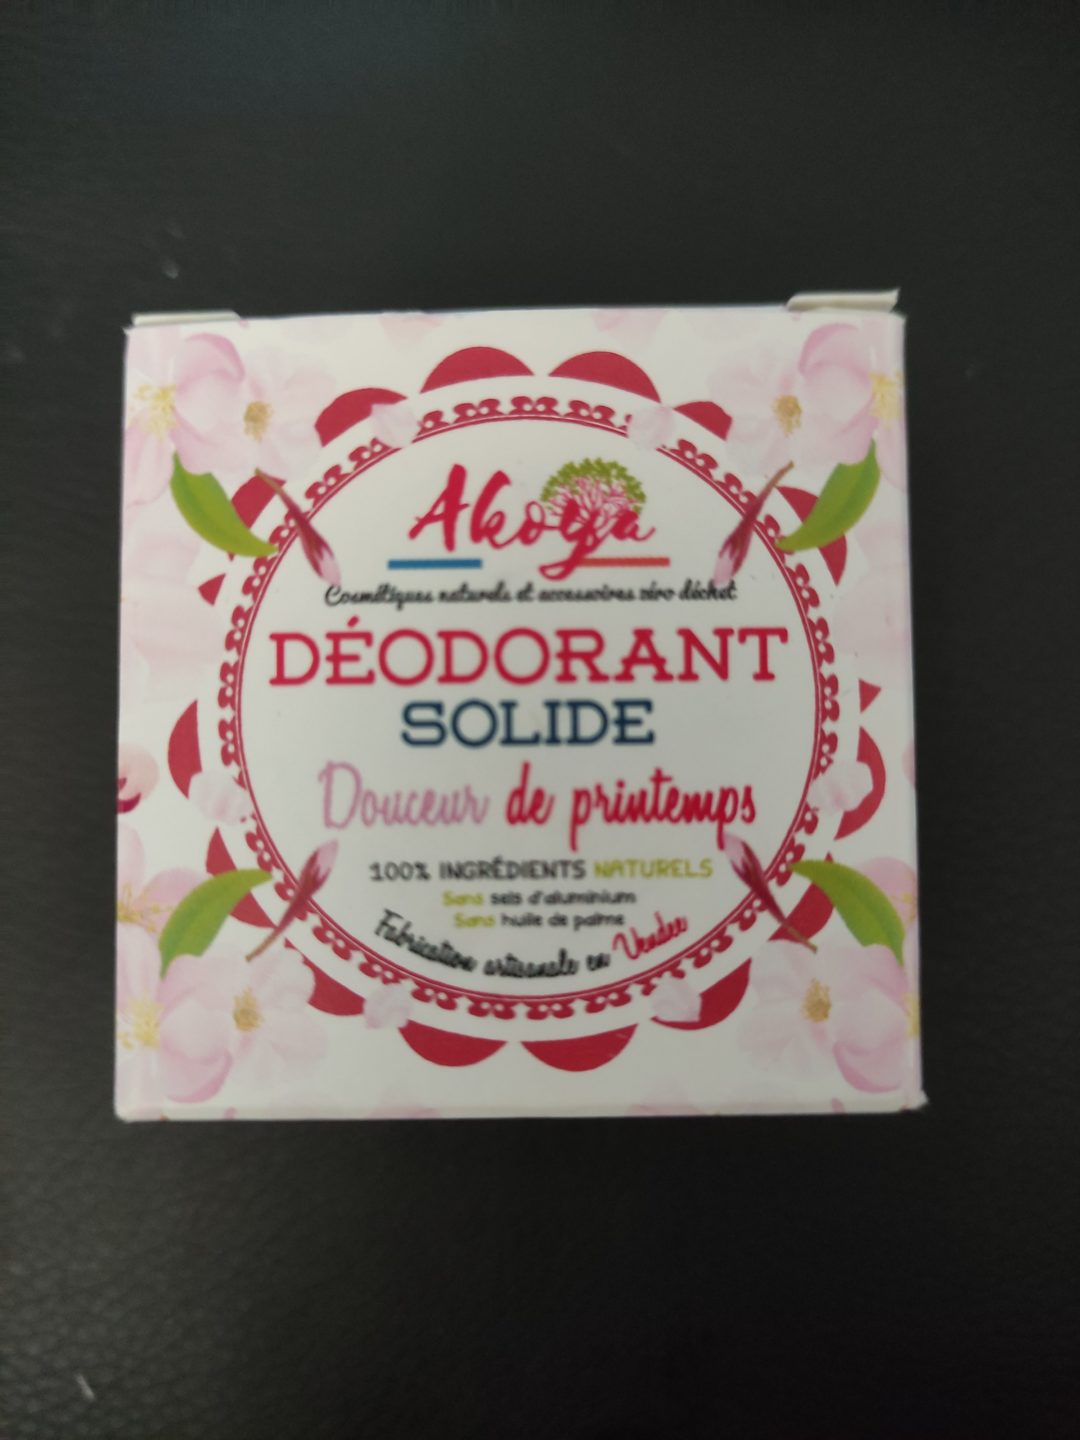 Akoya
Cosmétiques naturels et accessoires zéro déchet
DÉODORANT
SOLIDE
Douceur de printemps
100% INGRÉDIENTS NATURELS
Sans sels d'aluminium
Sans huile de palme
Fabrication artisanale en Vendée